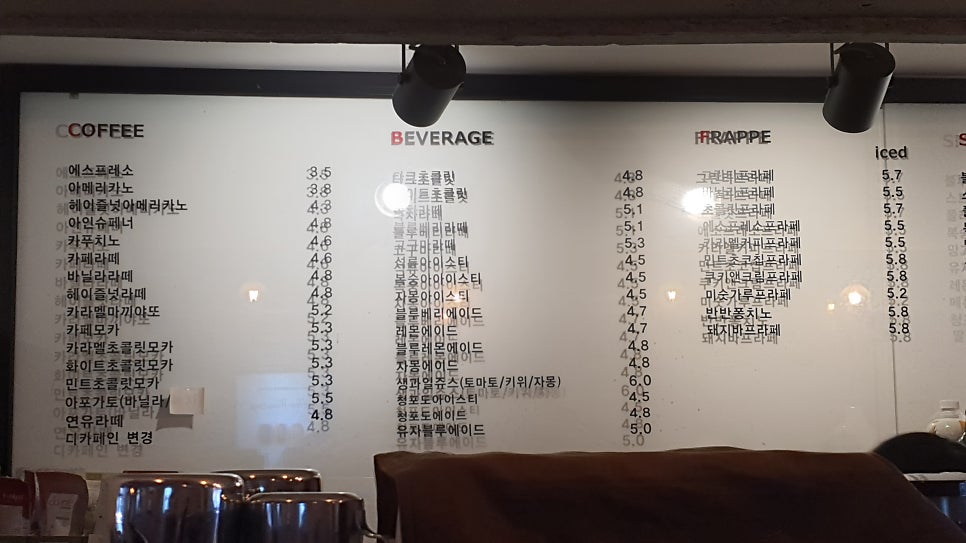 COFFEE
에스프레소 3.5
아메리카노 3.8
헤이즐넛아메리카노 4.3
아인슈페너 4.8
카푸치노 4.6
카페라떼 4.6
바닐라라떼 4.8
헤이즐넛라떼 4.8
카라멜마끼야또 5.2
카페모카 5.3
카라멜초콜릿모카 5.3
화이트초콜릿모카 5.3
민트초콜릿모카 5.3
아포가토(바닐라/ 5.5
연유라떼 4.8
디카페인 변경
BEVERAGE
다크초콜릿 4.8
화이트초콜릿 4.8
녹차라떼 5.1
블루베리라떼 5.1
고구마라떼 5.3
석류아이스티 4.5
복숭아아이스티 4.5
자몽아이스티 4.5
블루베리에이드 4.7
레몬에이드 4.7
블루레몬에이드 4.8
자몽에이드 4.8
생과일쥬스(토마토/키위/자몽) 6.0
청포도아이스티 4.5
청포도에이드 4.8
유자블루에이드 5.0
FRAPPE
iced
프라페 5.7
프라페 5.5
초콜릿프라페 5.7
에스프레소프라페 5.5
카라멜커피프라페 5.5
민트초코칩프라페 5.8
쿠키앤크림프라페 5.8
미숫가루프라페 5.2
반반퐁치노 5.8
돼지바프라페 5.8